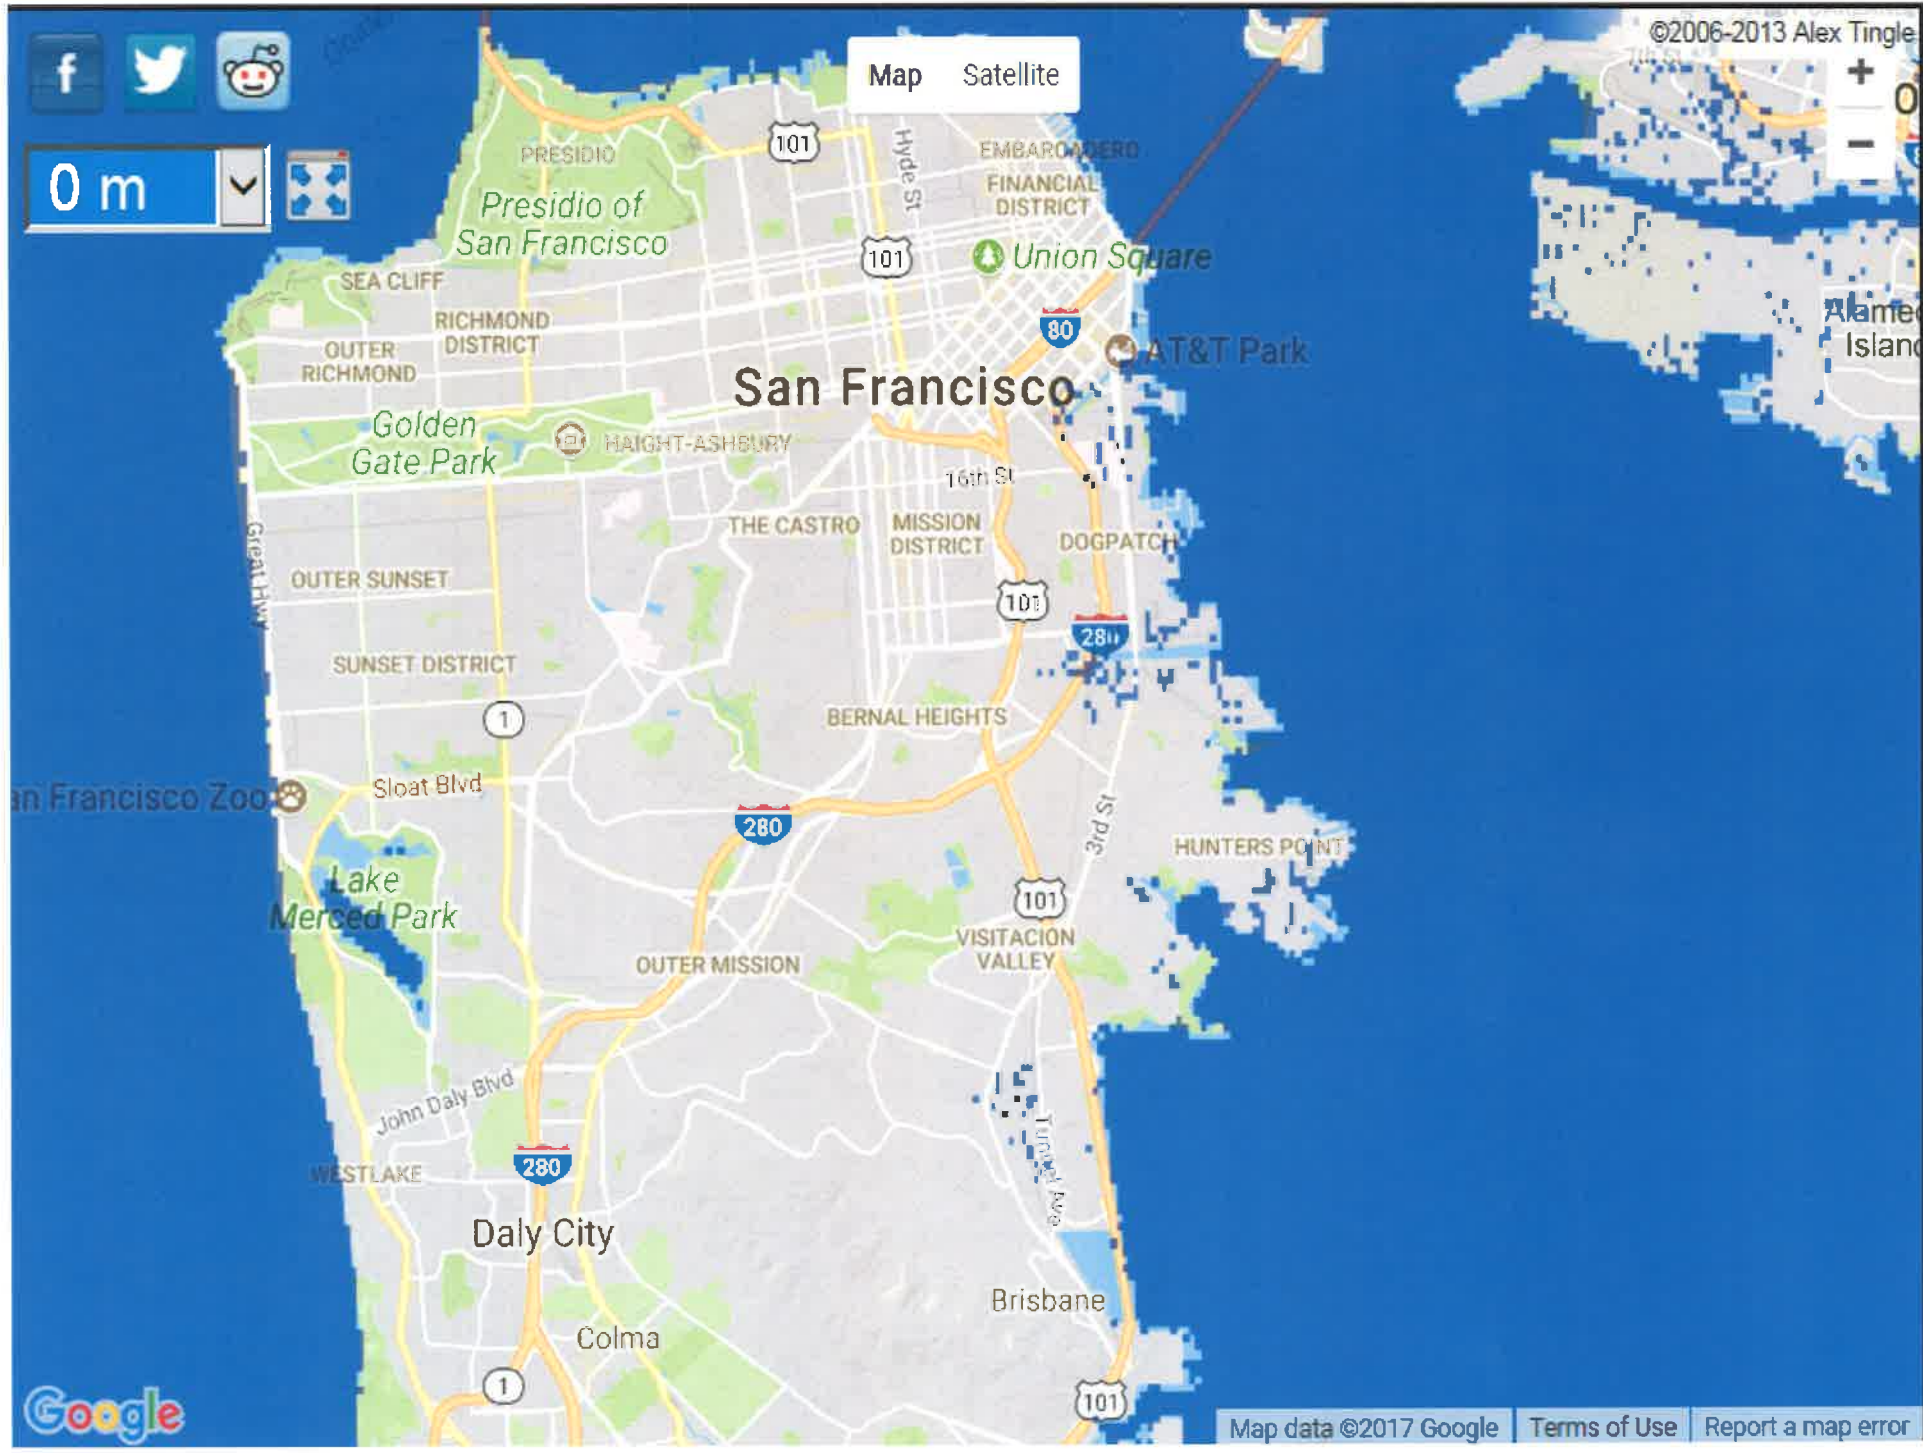 ©2006-2013 Alex Tingle
f
Map Satellite
0 m
+
−
PRESIDIO
101
Hyde St
EMBARCADERO
FINANCIAL
DISTRICT
Presidio of
San Francisco
101
Union Square
SEA CLIFF
RICHMOND
DISTRICT
80
AT&T Park
OUTER
RICHMOND
San Francisco
Alamed
Island
Golden
Gate Park
HAIGHT-ASHBURY
16th St
THE CASTRO
MISSION
DISTRICT
DOGPATCH
Great Hwy
OUTER SUNSET
101
280
SUNSET DISTRICT
1
BERNAL HEIGHTS
Sloat Blvd
an Francisco Zoo
280
3rd St
HUNTERS POINT
Lake
Merced Park
101
VISITACION
VALLEY
OUTER MISSION
John Daly Blvd
Tunnel Ave
WESTLAKE
280
Daly City
Brisbane
Colma
1
101
Google
Map data ©2017 Google
Terms of Use
Report a map error